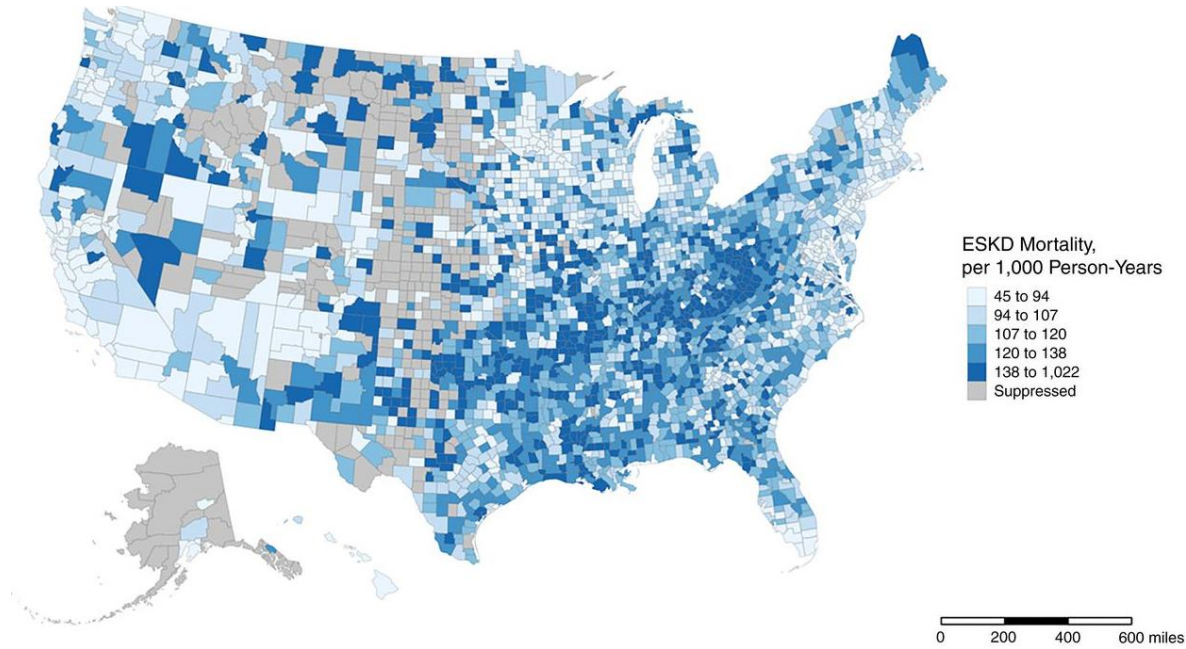 ESKD Mortality,
per 1,000 Person-Years
45 to 94
94 to 107
107 to 120
120 to 138
138 to 1,022
Suppressed
0 200 400 600 miles